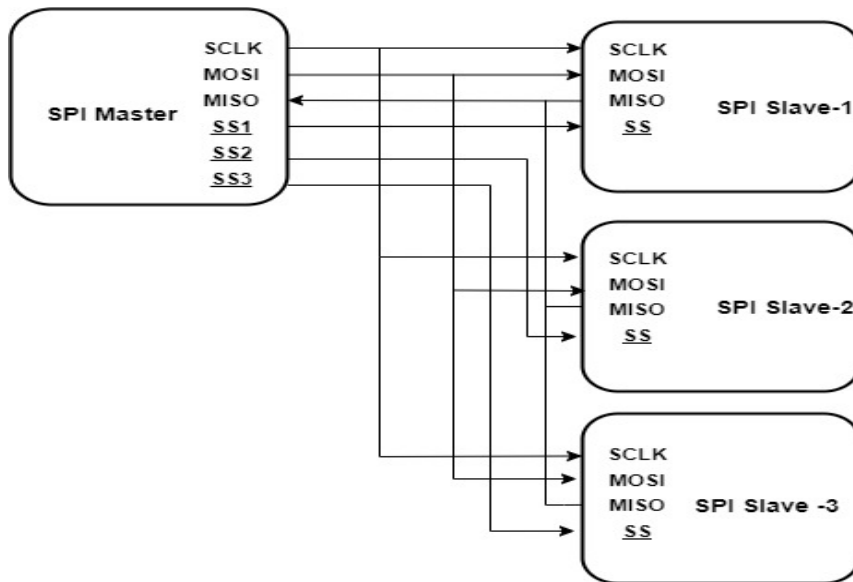 SCLK
MOSI
MISO
SPI Master
SS1
SS2
SS3
SCLK
MOSI
MISO
SPI Slave-1
SS
SCLK
MOSI
MISO
SPI Slave-2
SS
SCLK
MOSI
MISO
SPI Slave -3
SS